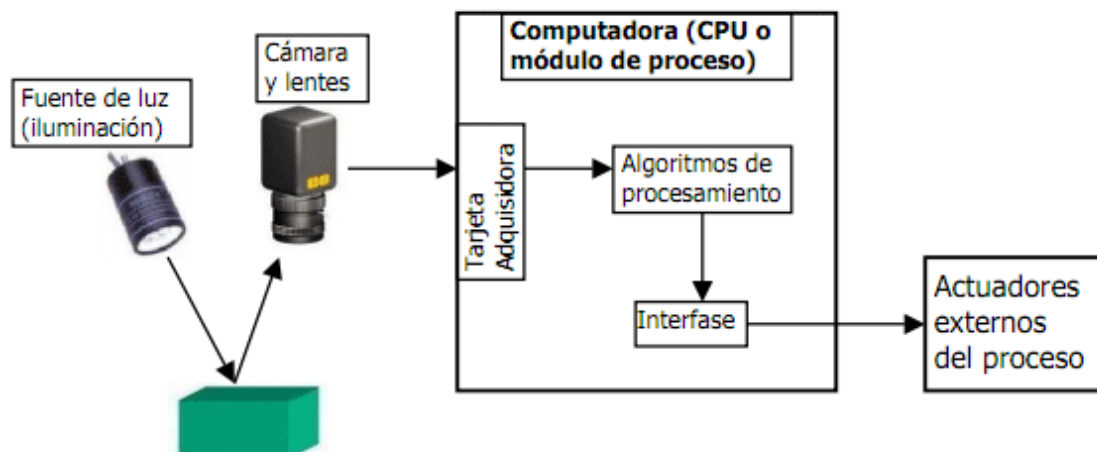 Computadora (CPU o
módulo de proceso)
Cámara
y lentes
Fuente de luz
(iluminación)
Tarjeta
Adquisidora
Algoritmos de
procesamiento
Interfase
Actuadores
externos
del proceso